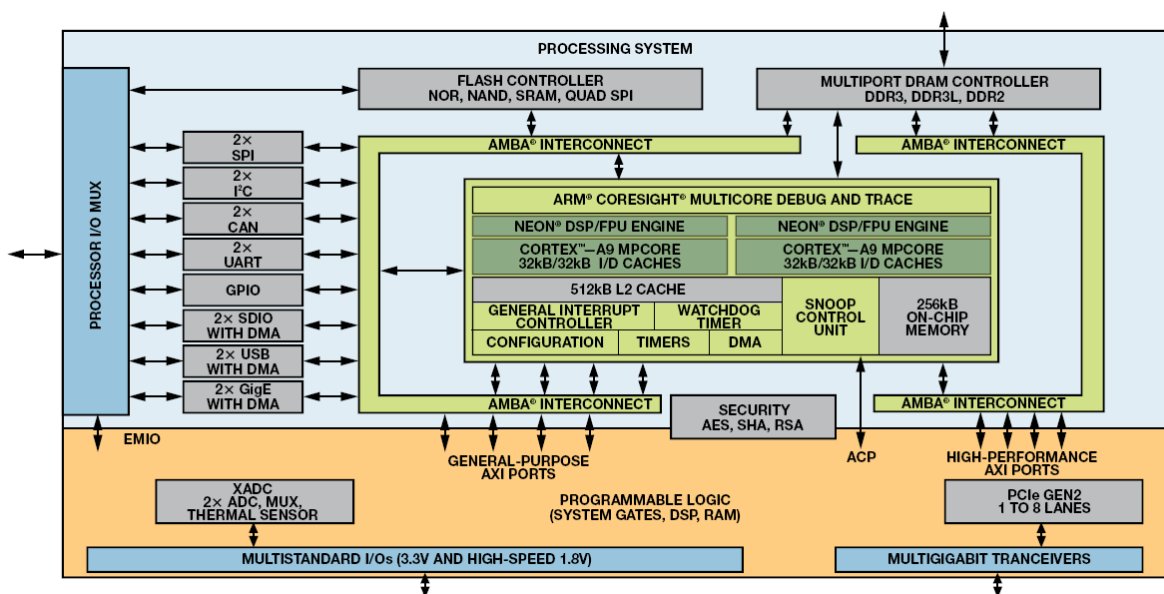 PROCESSING SYSTEM
FLASH CONTROLLER
NOR, NAND, SRAM, QUAD SPI
MULTIPORT DRAM CONTROLLER
DDR3, DDR3L, DDR2
PROCESSOR I/O MUX
2×
SPI
2×
I²C
2×
CAN
2×
UART
GPIO
2× SDIO
WITH DMA
2× USB
WITH DMA
2× GigE
WITH DMA
AMBA® INTERCONNECT
AMBA® INTERCONNECT
ARM® CORESIGHT® MULTICORE DEBUG AND TRACE
NEON® DSP/FPU ENGINE
NEON® DSP/FPU ENGINE
CORTEX™—A9 MPCORE
32kB/32kB I/D CACHES
CORTEX™—A9 MPCORE
32kB/32kB I/D CACHES
512kB L2 CACHE
GENERAL INTERRUPT
CONTROLLER
WATCHDOG
TIMER
CONFIGURATION
TIMERS
DMA
SNOOP
CONTROL
UNIT
256kB
ON-CHIP
MEMORY
AMBA® INTERCONNECT
AMBA® INTERCONNECT
SECURITY
AES, SHA, RSA
EMIO
GENERAL-PURPOSE
AXI PORTS
ACP
HIGH-PERFORMANCE
AXI PORTS
XADC
2× ADC, MUX,
THERMAL SENSOR
PROGRAMMABLE LOGIC
(SYSTEM GATES, DSP, RAM)
PCIe GEN2
1 TO 8 LANES
MULTISTANDARD I/Os (3.3V AND HIGH-SPEED 1.8V)
MULTIGIGABIT TRANCEIVERS